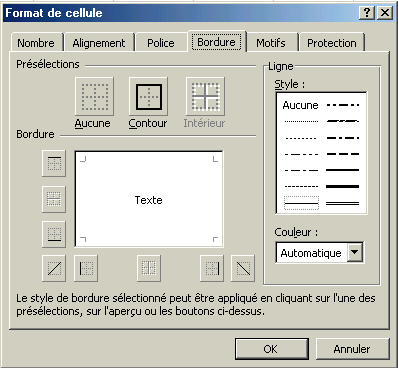 Format de cellule
Nombre Alignement Police Bordure Motifs Protection
Présélections
Aucune Contour Intérieur
Bordure
Texte
Ligne
Style :
Aucune
Couleur :
Automatique
Le style de bordure sélectionné peut être appliqué en cliquant sur l'une des
présélections, sur l'aperçu ou les boutons ci-dessus.
OK Annuler